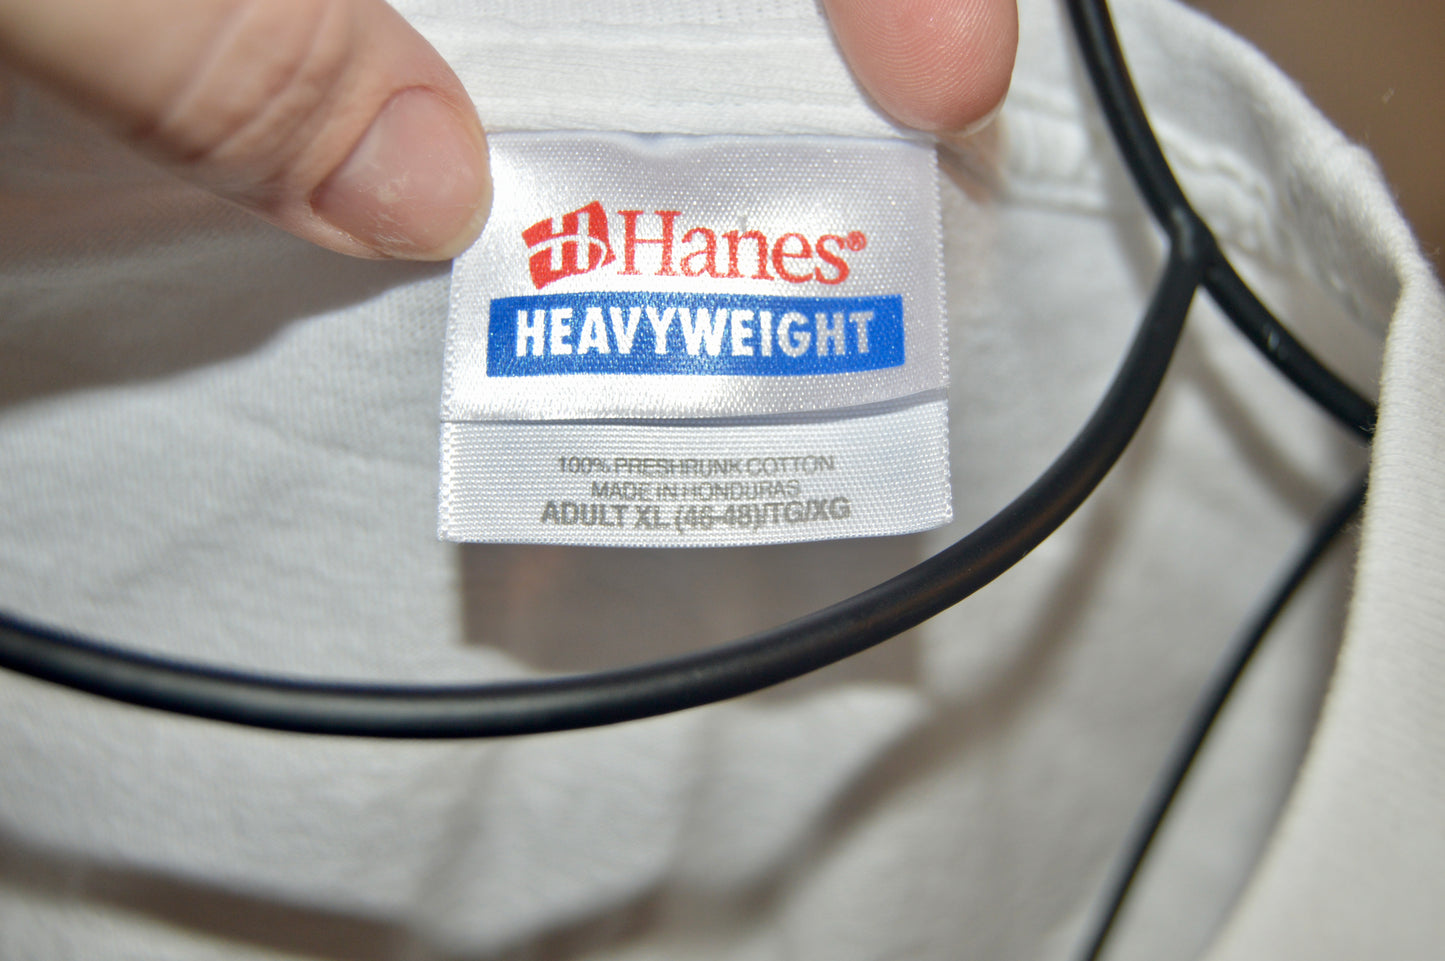 Hanes®
HEAVYWEIGHT
100% PRESHRUNK COTTON
MADE IN HONDURAS
ADULT XL (46-48)/TG/XG